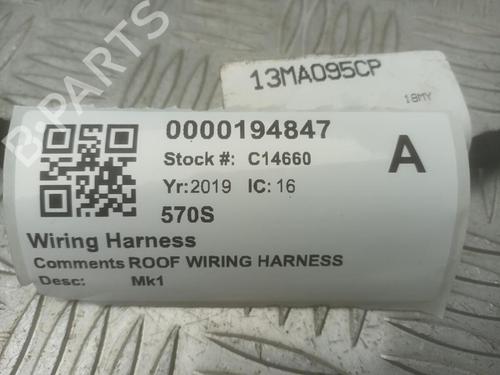 13MA095CP
18MY
0000194847
Stock #: C14660
A
Yr: 2019 IC: 16
570S
Wiring Harness
Comments ROOF WIRING HARNESS
Desc: Mk1
B-PARTS